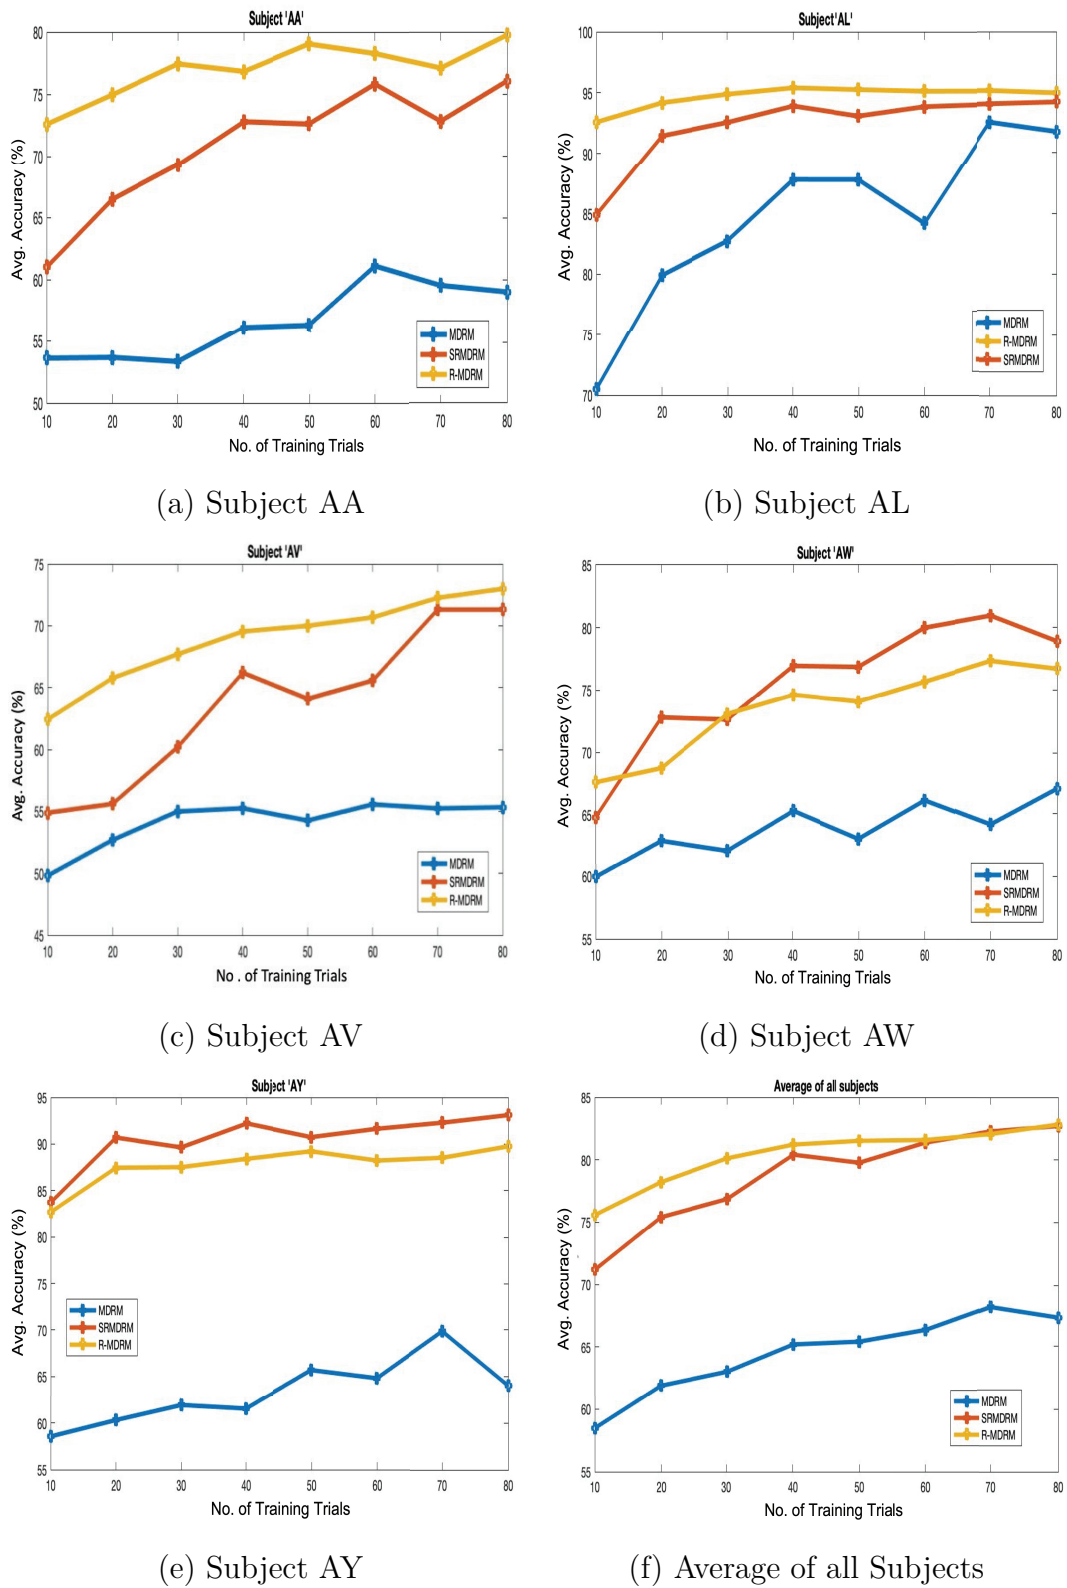 Subject 'AA'
80
75
70
65
60
55
50
Avg. Accuracy (%)
10 20 30 40 50 60 70 80
No. of Training Trials
MDRM
SRMDRM
R-MDRM
(a) Subject AA
Subject'AL'
100
95
90
85
80
75
70
Avg. Accuracy (%)
10 20 30 40 50 60 70 80
No. of Training Trials
MDRM
R-MDRM
SRMDRM
(b) Subject AL
Subject 'AV'
75
70
65
60
55
50
45
Avg. Accuracy (%)
10 20 30 40 50 60 70 80
No . of Training Trials
MDRM
SRMDRM
R-MDRM
(c) Subject AV
Subject 'AW'
85
80
75
70
65
60
55
Avg. Accuracy (%)
10 20 30 40 50 60 70 80
No. of Training Trials
MDRM
SRMDRM
R-MDRM
(d) Subject AW
Subject 'AY'
95
90
85
80
75
70
65
60
55
Avg. Accuracy (%)
10 20 30 40 50 60 70 80
No. of Training Trials
MDRM
SRMDRM
R-MDRM
(e) Subject AY
Average of all subjects
85
80
75
70
65
60
55
Avg. Accuracy (%)
10 20 30 40 50 60 70 80
No. of Training Trials
MDRM
SRMDRM
R-MDRM
(f) Average of all Subjects